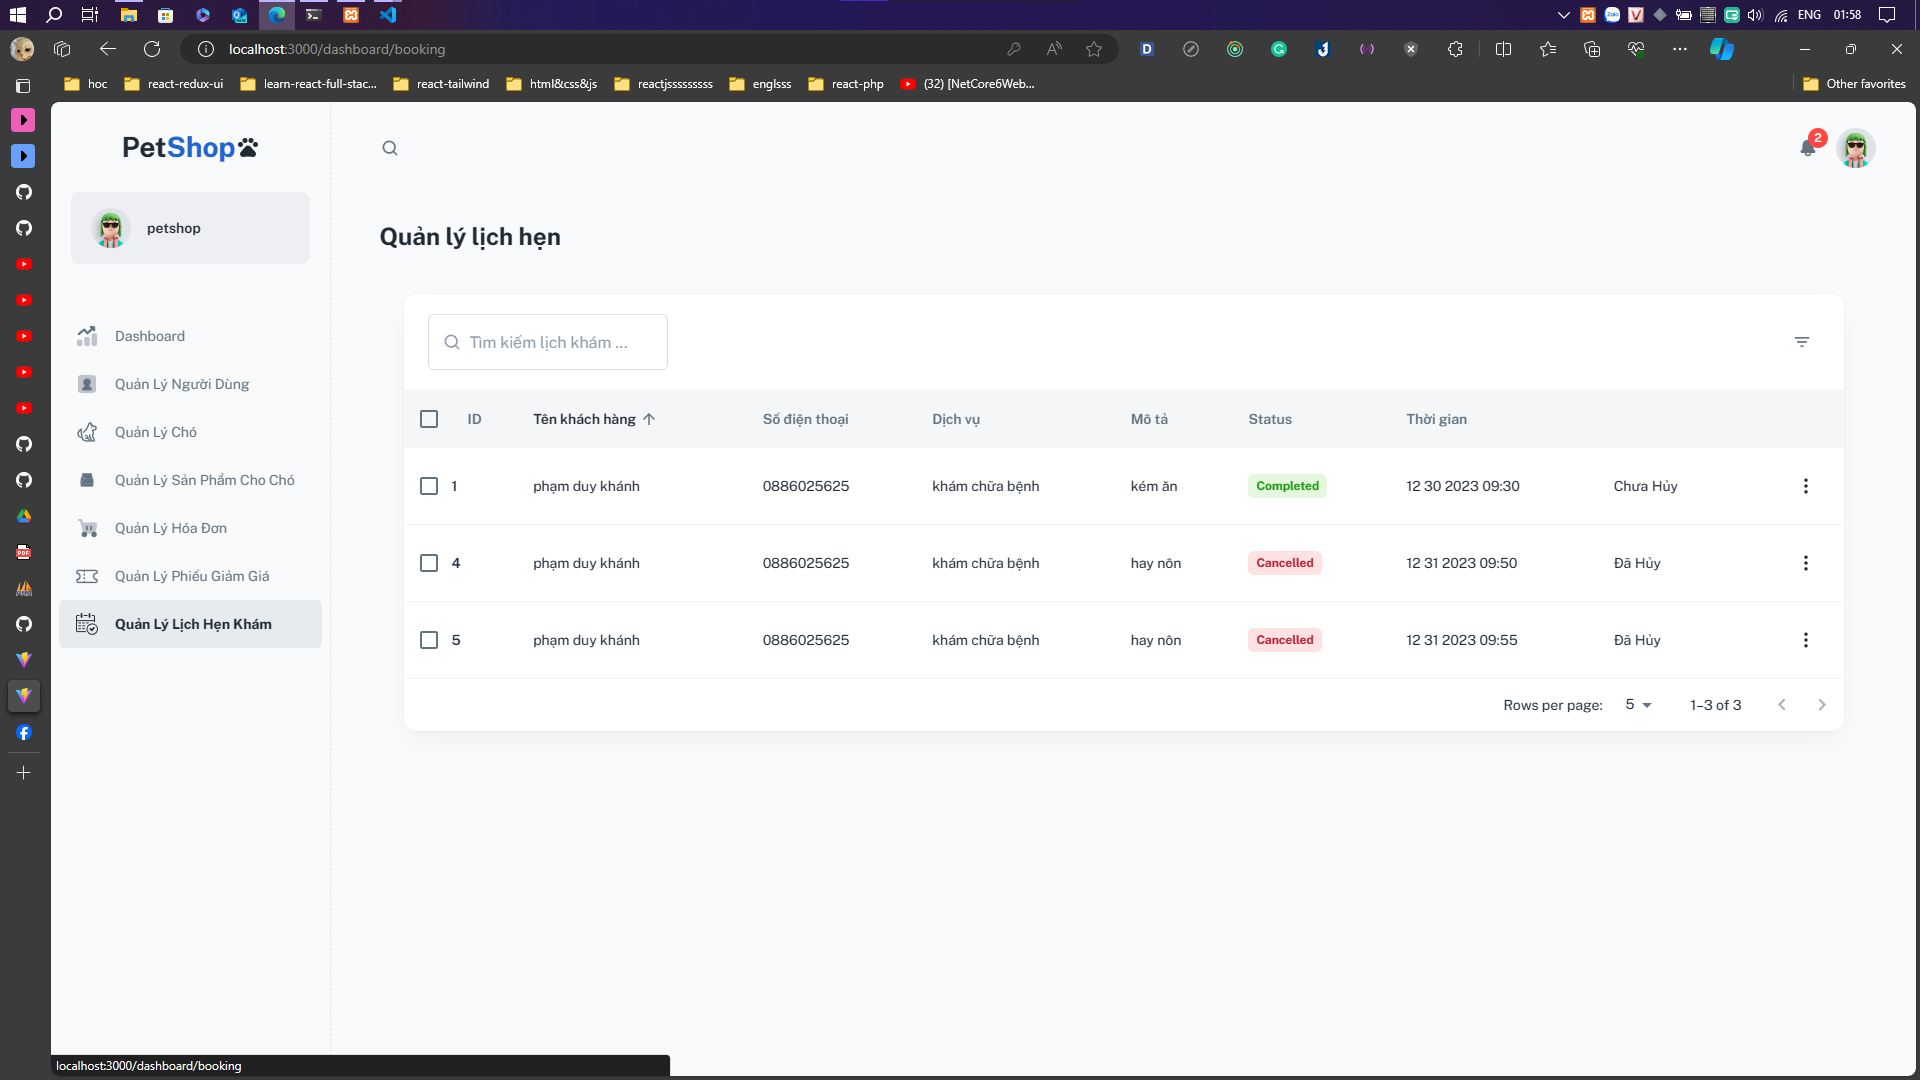 ENG 01:58
localhost:3000/dashboard/booking
hoc react-redux-ui learn-react-full-stac... react-tailwind html&css&js reactjsssssssss englsss react-php (32) [NetCore6Web... Other favorites
PetShop
2
petshop
Quản lý lịch hẹn
Dashboard
Quản Lý Người Dùng
Quản Lý Chó
Quản Lý Sản Phẩm Cho Chó
Quản Lý Hóa Đơn
Quản Lý Phiếu Giảm Giá
Quản Lý Lịch Hẹn Khám
Tìm kiếm lịch khám ...
ID Tên khách hàng Số điện thoại Dịch vụ Mô tả Status Thời gian
1 phạm duy khánh 0886025625 khám chữa bệnh kém ăn Completed 12 30 2023 09:30 Chưa Hủy
4 phạm duy khánh 0886025625 khám chữa bệnh hay nôn Cancelled 12 31 2023 09:50 Đã Hủy
5 phạm duy khánh 0886025625 khám chữa bệnh hay nôn Cancelled 12 31 2023 09:55 Đã Hủy
Rows per page: 5 1–3 of 3
localhost:3000/dashboard/booking